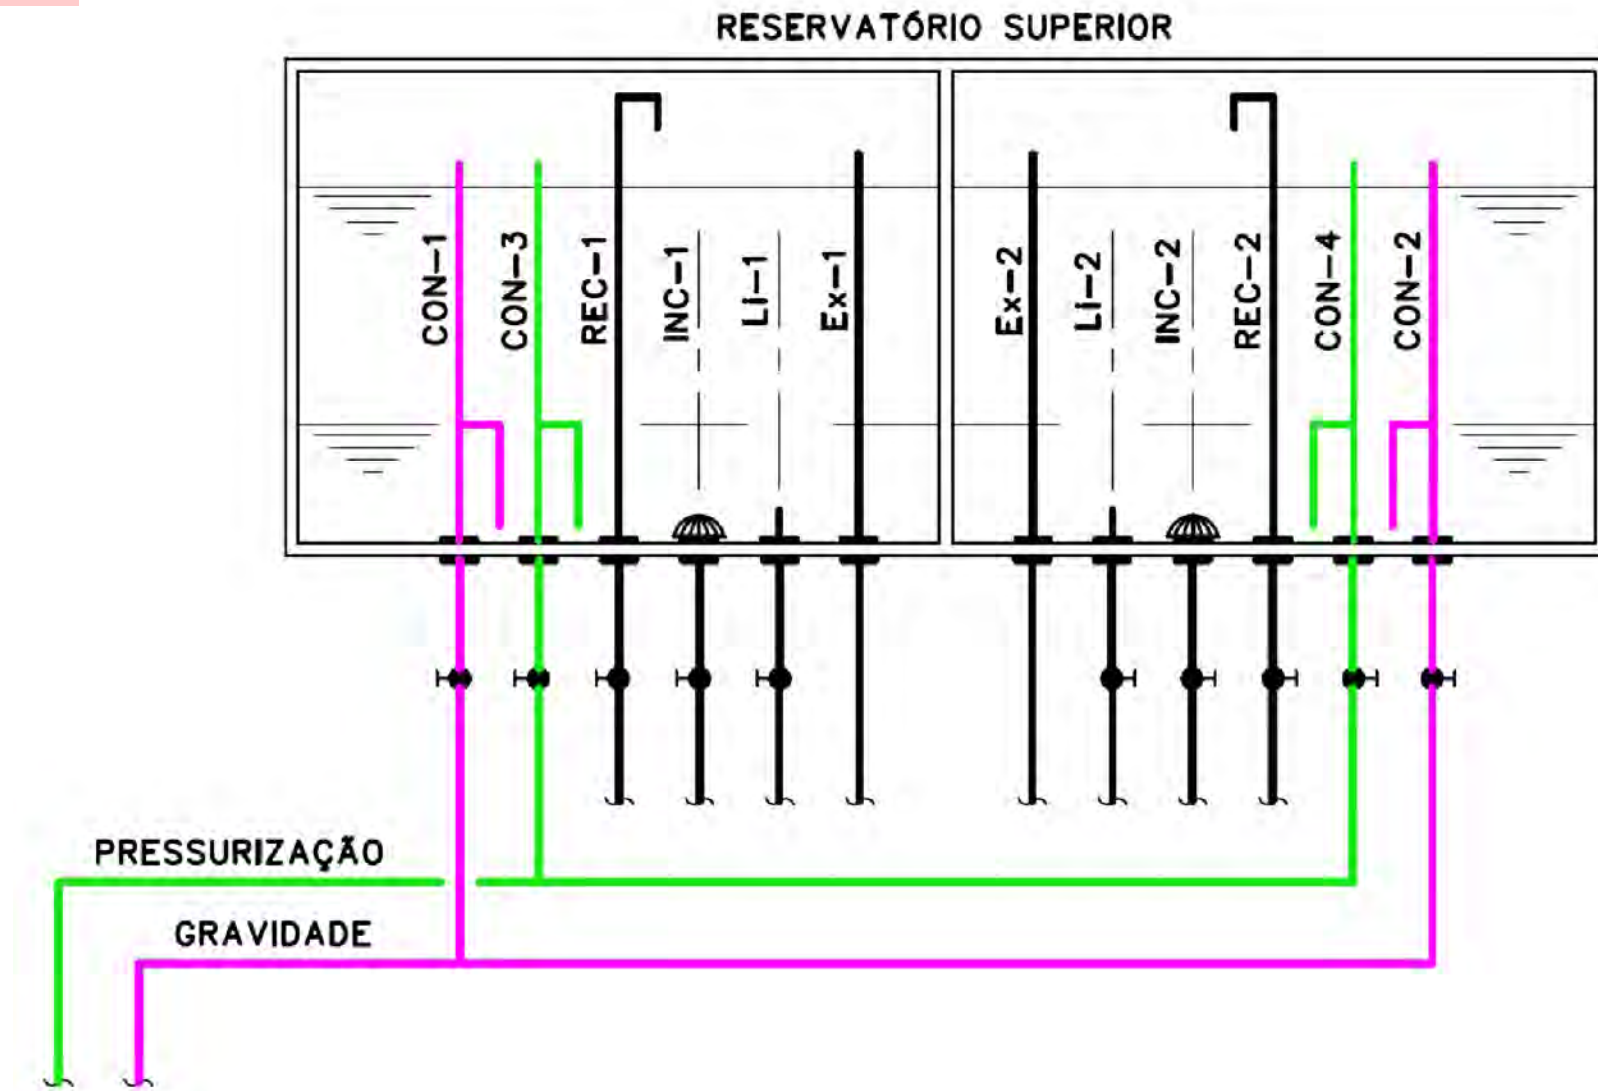 RESERVATÓRIO SUPERIOR
CON-1
CON-3
REC-1
INC-1
Li-1
Ex-1
Ex-2
Li-2
INC-2
REC-2
CON-4
CON-2
PRESSURIZAÇÃO
GRAVIDADE